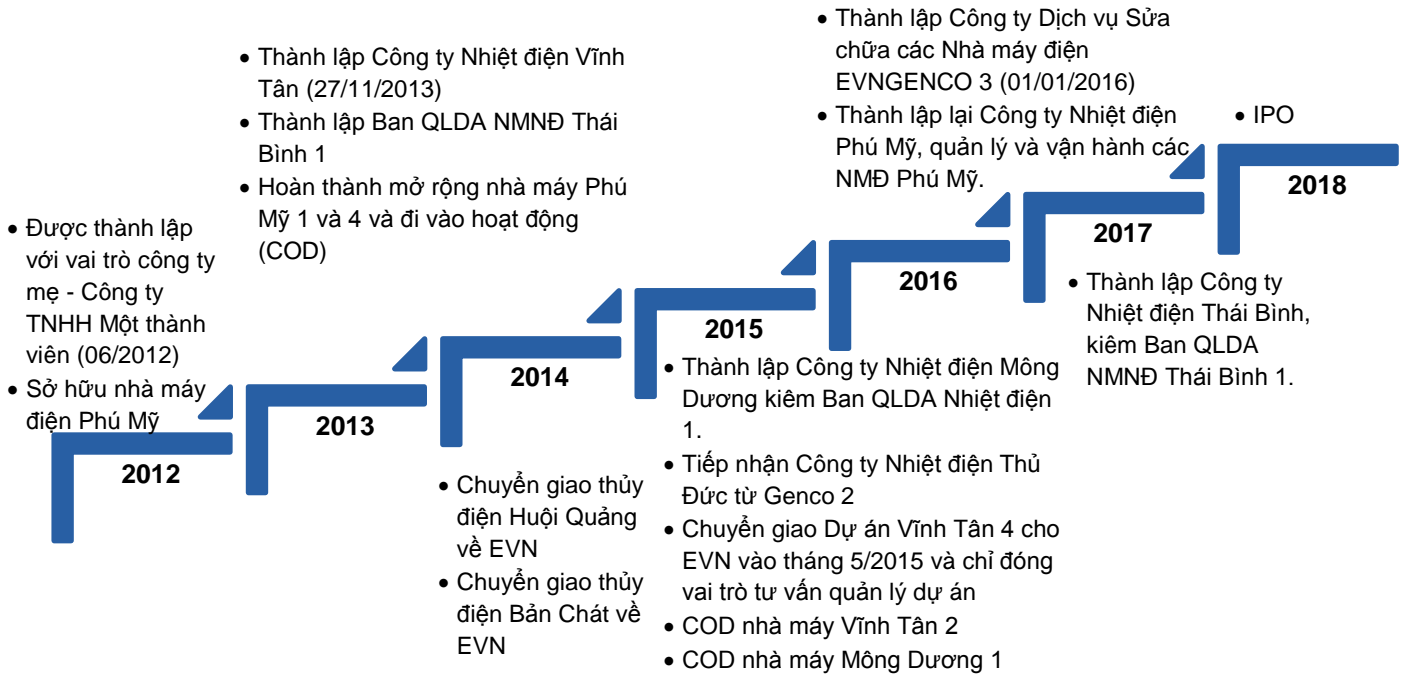 • Được thành lập
với vai trò công ty
mẹ - Công ty
TNHH Một thành
viên (06/2012)
• Sở hữu nhà máy
điện Phú Mỹ
2012
• Thành lập Công ty Nhiệt điện Vĩnh
Tân (27/11/2013)
• Thành lập Ban QLDA NMNĐ Thái
Bình 1
• Hoàn thành mở rộng nhà máy Phú
Mỹ 1 và 4 và đi vào hoạt động
(COD)
2013
2014
• Chuyển giao thủy
điện Huội Quảng
về EVN
• Chuyển giao thủy
điện Bản Chát về
EVN
2015
• Thành lập Công ty Nhiệt điện Mông
Dương kiêm Ban QLDA Nhiệt điện
1.
• Tiếp nhận Công ty Nhiệt điện Thủ
Đức từ Genco 2
• Chuyển giao Dự án Vĩnh Tân 4 cho
EVN vào tháng 5/2015 và chỉ đóng
vai trò tư vấn quản lý dự án
• COD nhà máy Vĩnh Tân 2
• COD nhà máy Mông Dương 1
• Thành lập Công ty Dịch vụ Sửa
chữa các Nhà máy điện
EVNGENCO 3 (01/01/2016)
• Thành lập lại Công ty Nhiệt điện
Phú Mỹ, quản lý và vận hành các
NMĐ Phú Mỹ.
2016
2017
• Thành lập Công ty
Nhiệt điện Thái Bình,
kiêm Ban QLDA
NMNĐ Thái Bình 1.
• IPO
2018